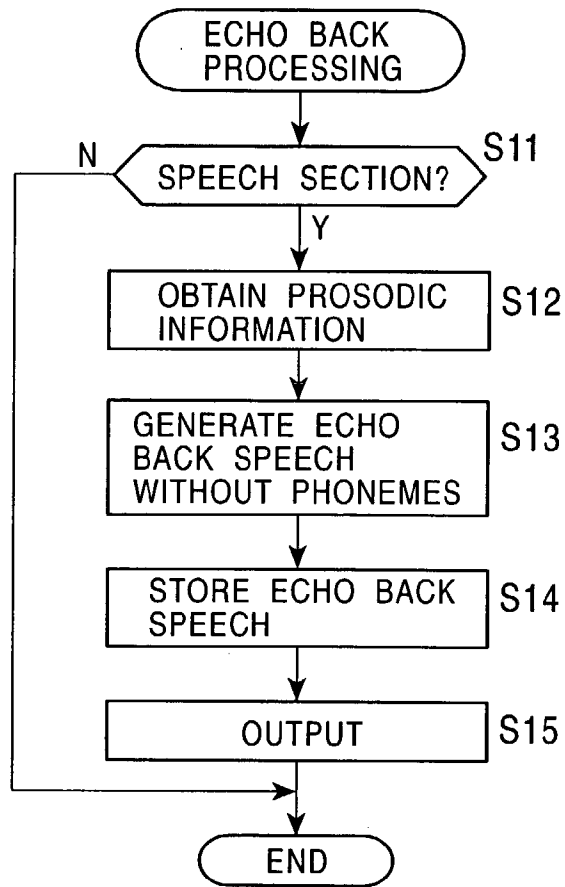 ECHO BACK
PROCESSING
N
SPEECH SECTION?
S11
Y
OBTAIN PROSODIC
INFORMATION
S12
GENERATE ECHO
BACK SPEECH
WITHOUT PHONEMES
S13
STORE ECHO BACK
SPEECH
S14
OUTPUT
S15
END